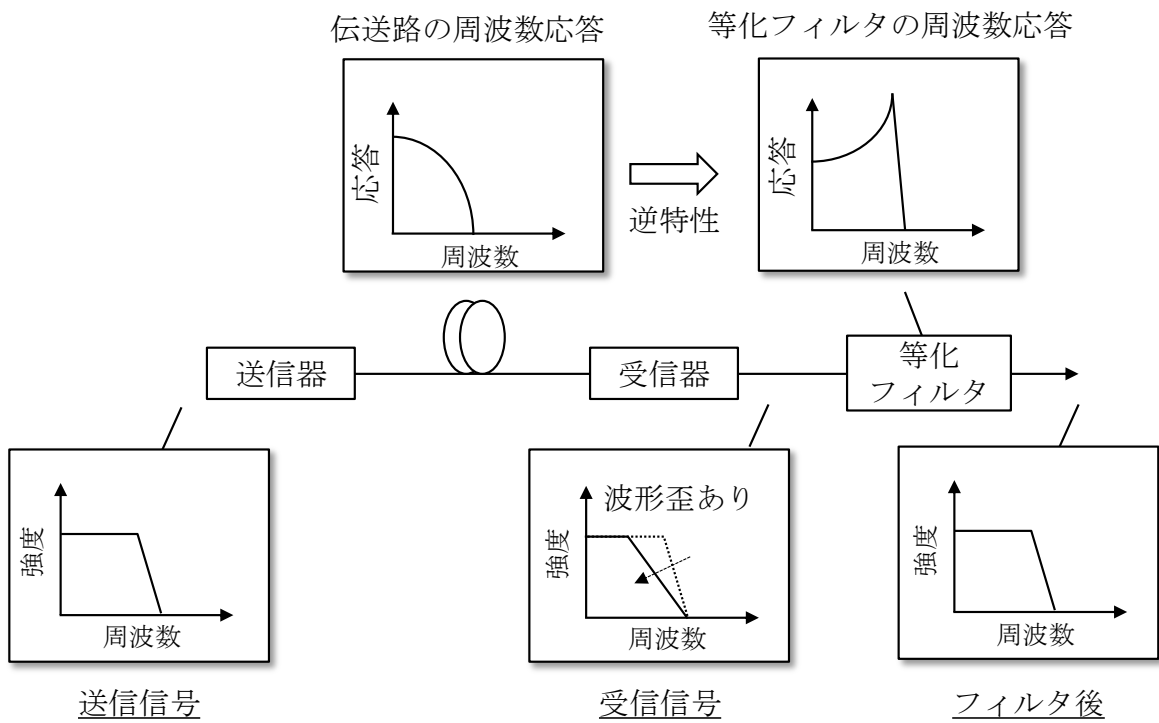 伝送路の周波数応答
等化フィルタの周波数応答
応答
周波数
逆特性
応答
周波数
送信器
受信器
等化
フィルタ
強度
周波数
波形歪あり
強度
周波数
強度
周波数
送信信号
受信信号
フィルタ後